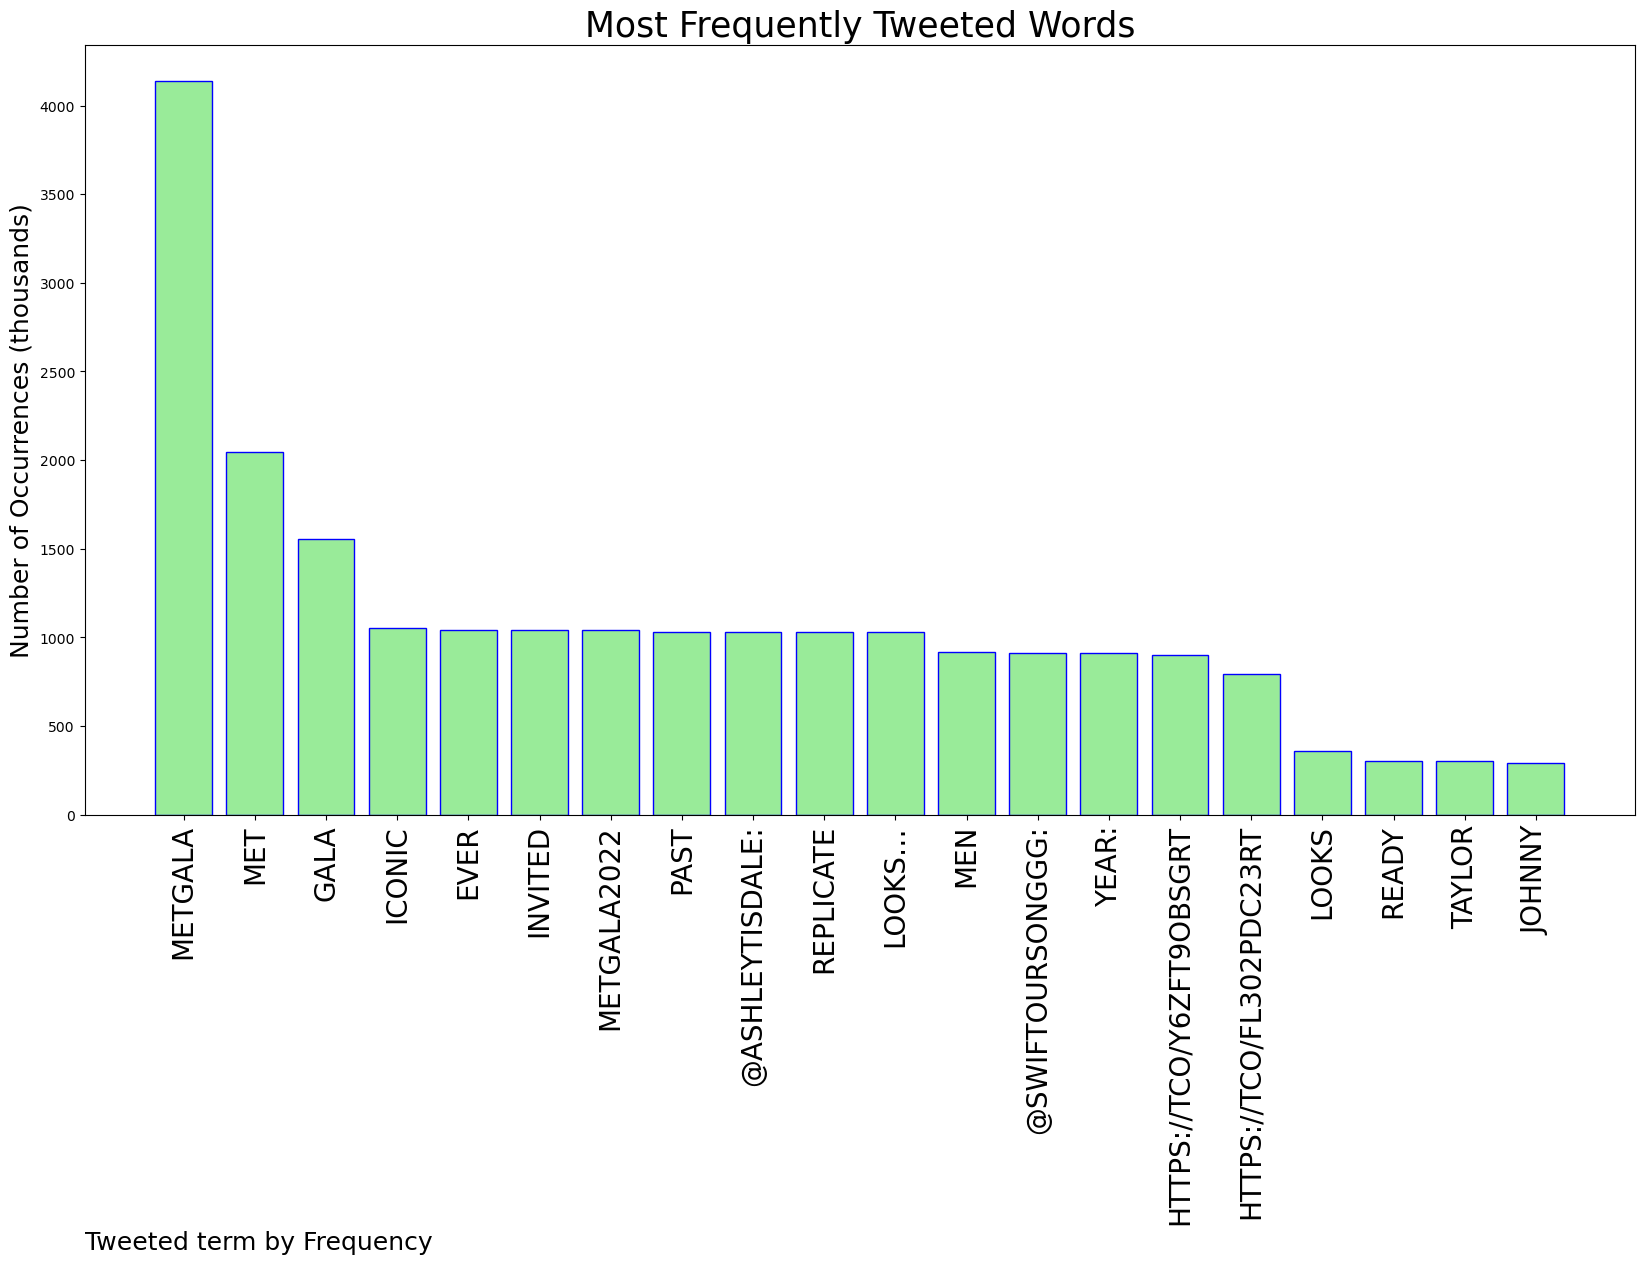 Most Frequently Tweeted Words
Number of Occurrences (thousands)
4000
3500
3000
2500
2000
1500
1000
500
0
METGALA
MET
GALA
ICONIC
EVER
INVITED
METGALA2022
PAST
@ASHLEYTISDALE:
REPLICATE
LOOKS…
MEN
@SWIFTOURSONGGG:
YEAR:
HTTPS://TCO/Y6ZFT9OBSGRT
HTTPS://TCO/FL302PDC23RT
LOOKS
READY
TAYLOR
JOHNNY
Tweeted term by Frequency